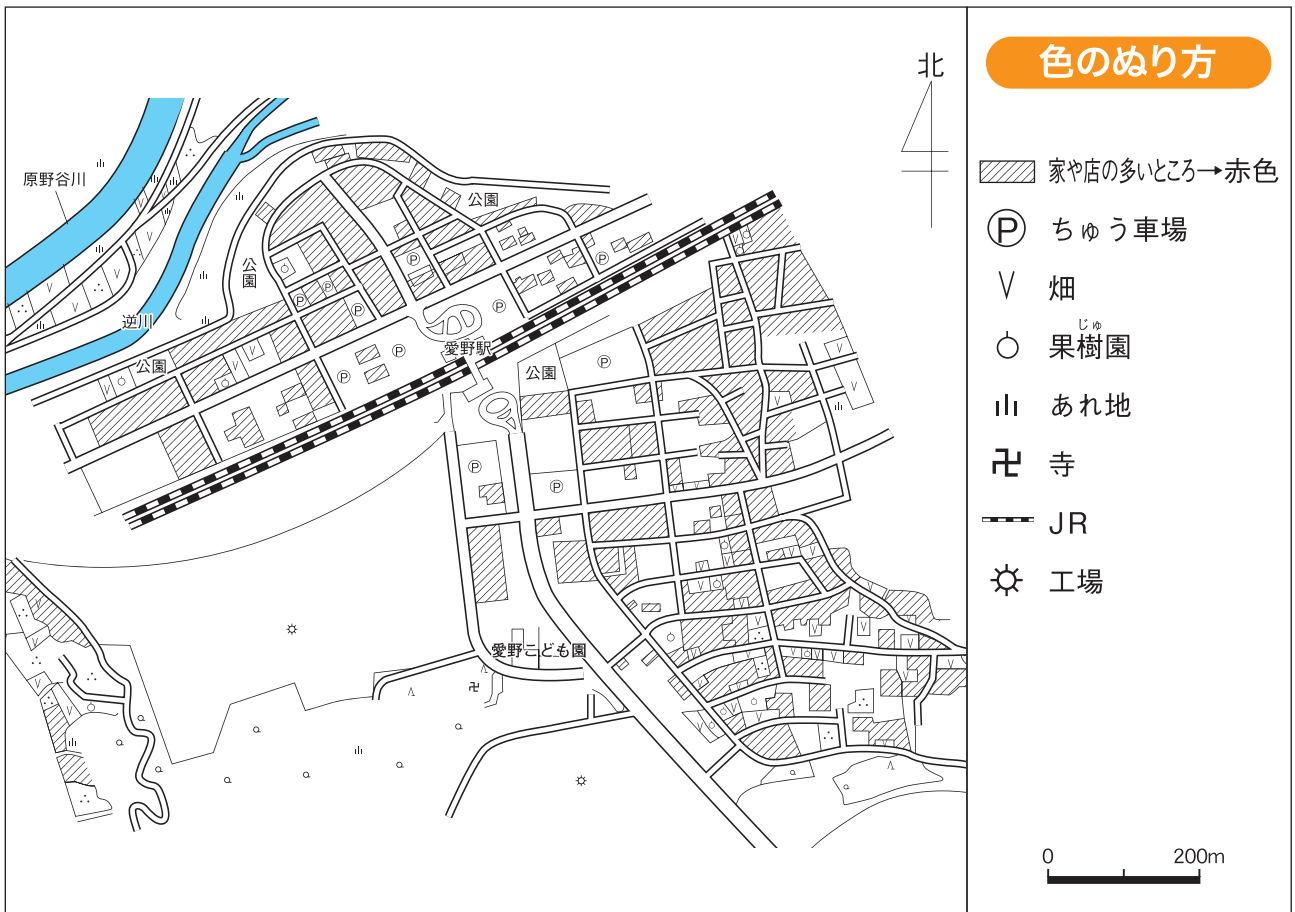 北
原野谷川
公園
公園
逆川
公園
愛野駅
公園
愛野こども園
Ⓟ
Ⓟ
Ⓟ
Ⓟ
Ⓟ
Ⓟ
Ⓟ
Ⓟ
Ⓟ
Ⓟ
Ⓟ
卍
色のぬり方
家や店の多いところ→赤色
Ⓟ ちゅう車場
畑
じゅ
果樹園
あれ地
卍 寺
JR
工場
0 200m